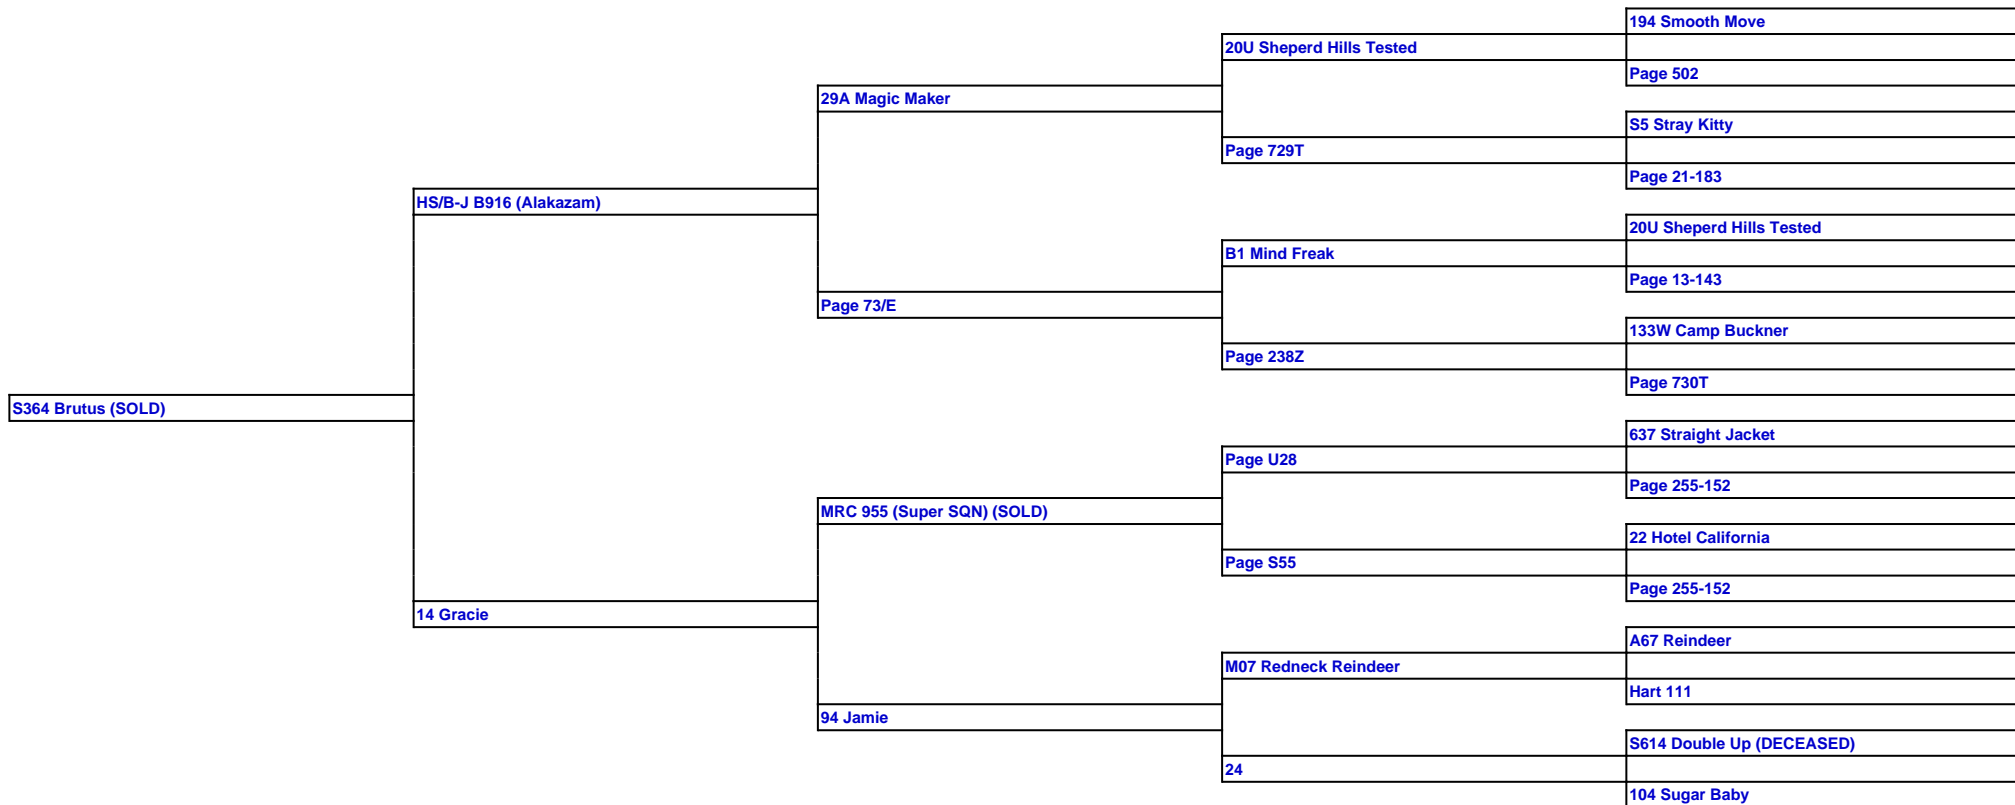 194 Smooth Move
20U Sheperd Hills Tested
Page 502
29A Magic Maker
S5 Stray Kitty
Page 729T
Page 21-183
HS/B-J B916 (Alakazam)
20U Sheperd Hills Tested
B1 Mind Freak
Page 13-143
Page 73/E
133W Camp Buckner
Page 238Z
Page 730T
S364 Brutus (SOLD)
637 Straight Jacket
Page U28
Page 255-152
MRC 955 (Super SQN) (SOLD)
22 Hotel California
Page S55
Page 255-152
14 Gracie
A67 Reindeer
M07 Redneck Reindeer
Hart 111
94 Jamie
S614 Double Up (DECEASED)
24
104 Sugar Baby